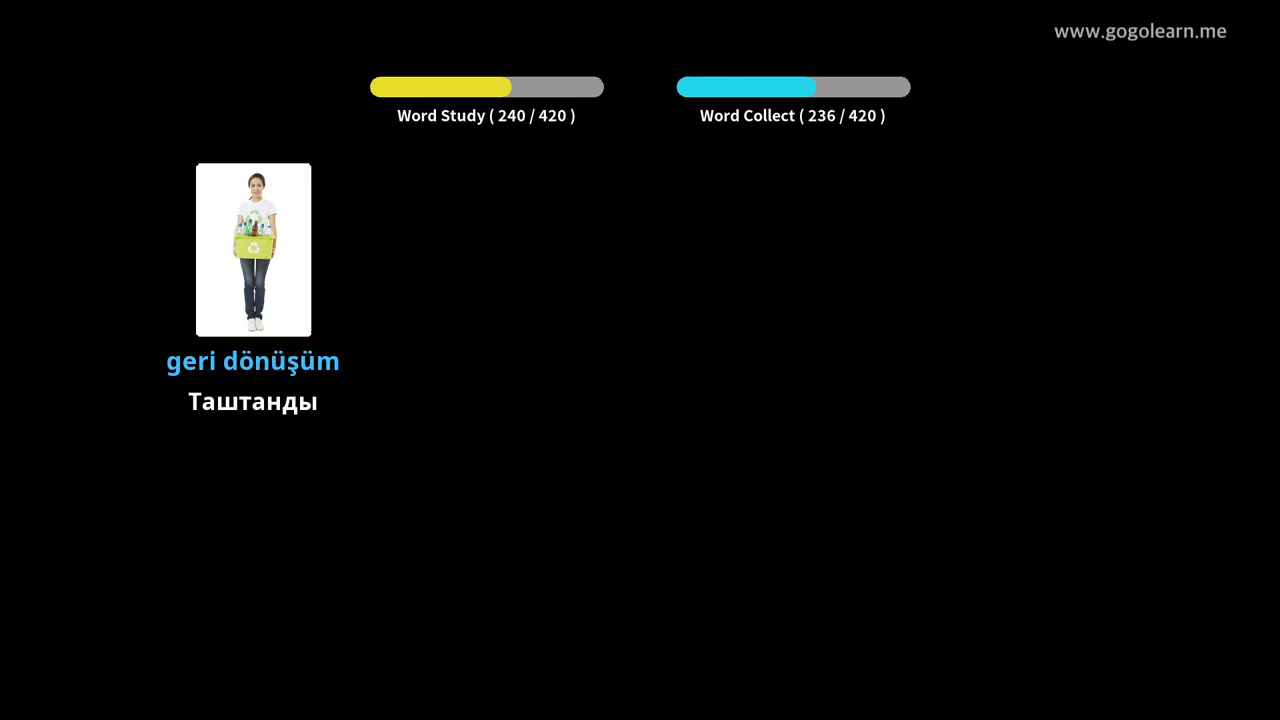 www.gogolearn.me
Word Study ( 240 / 420 )
Word Collect ( 236 / 420 )
geri dönüşüm
Таштанды